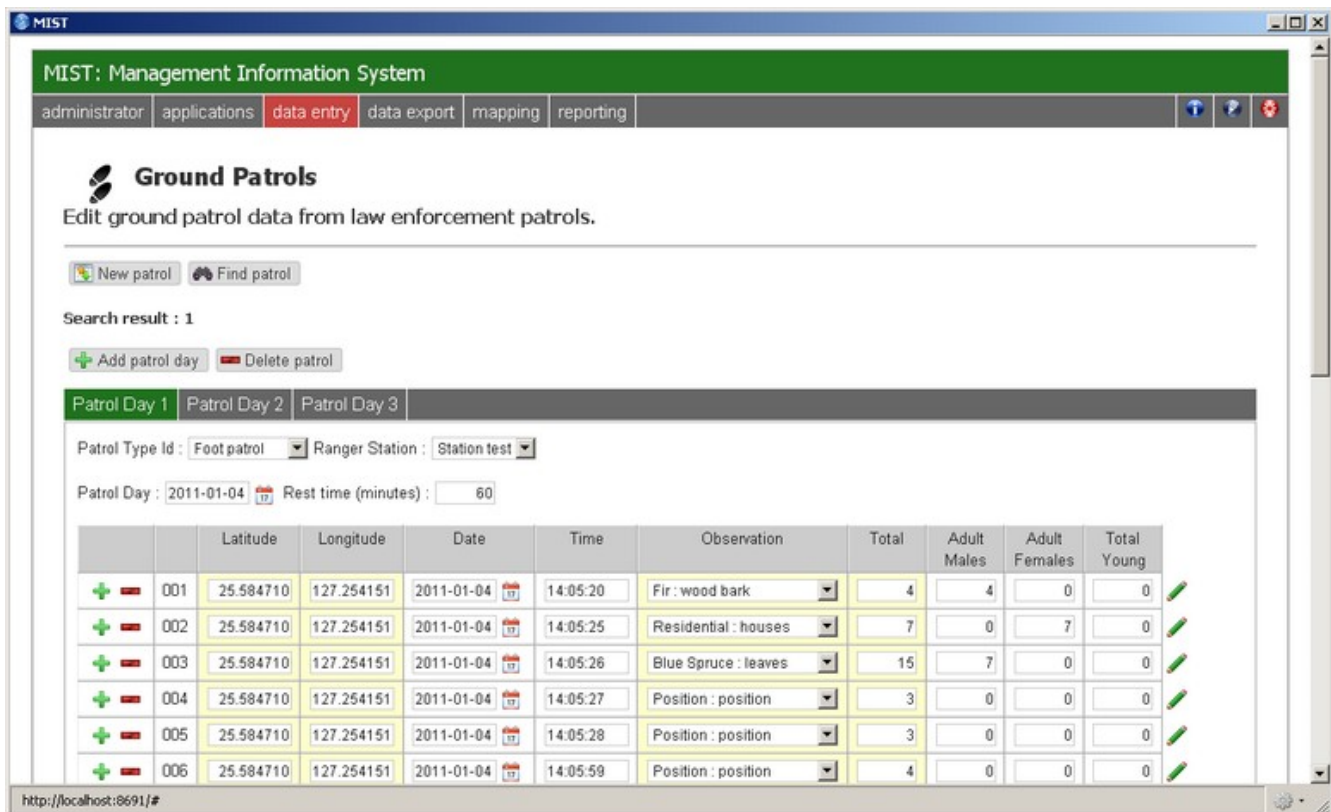 MIST
MIST: Management Information System
administrator applications data entry data export mapping reporting
Ground Patrols
Edit ground patrol data from law enforcement patrols.
New patrol Find patrol
Search result : 1
Add patrol day Delete patrol
Patrol Day 1 Patrol Day 2 Patrol Day 3
Patrol Type Id : Foot patrol Ranger Station : Station test
Patrol Day : 2011-01-04 17 Rest time (minutes) : 60
Latitude Longitude Date Time Observation Total Adult Males Adult Females Total Young
001 25.584710 127.254151 2011-01-04 17 14:05:20 Fir : wood bark 4 4 0 0
002 25.584710 127.254151 2011-01-04 17 14:05:25 Residential : houses 7 0 7 0
003 25.584710 127.254151 2011-01-04 17 14:05:26 Blue Spruce : leaves 15 7 0 0
004 25.584710 127.254151 2011-01-04 17 14:05:27 Position : position 3 0 0 0
005 25.584710 127.254151 2011-01-04 17 14:05:28 Position : position 3 0 0 0
006 25.584710 127.254151 2011-01-04 17 14:05:59 Position : position 4 0 0 0
http://localhost:8691/#